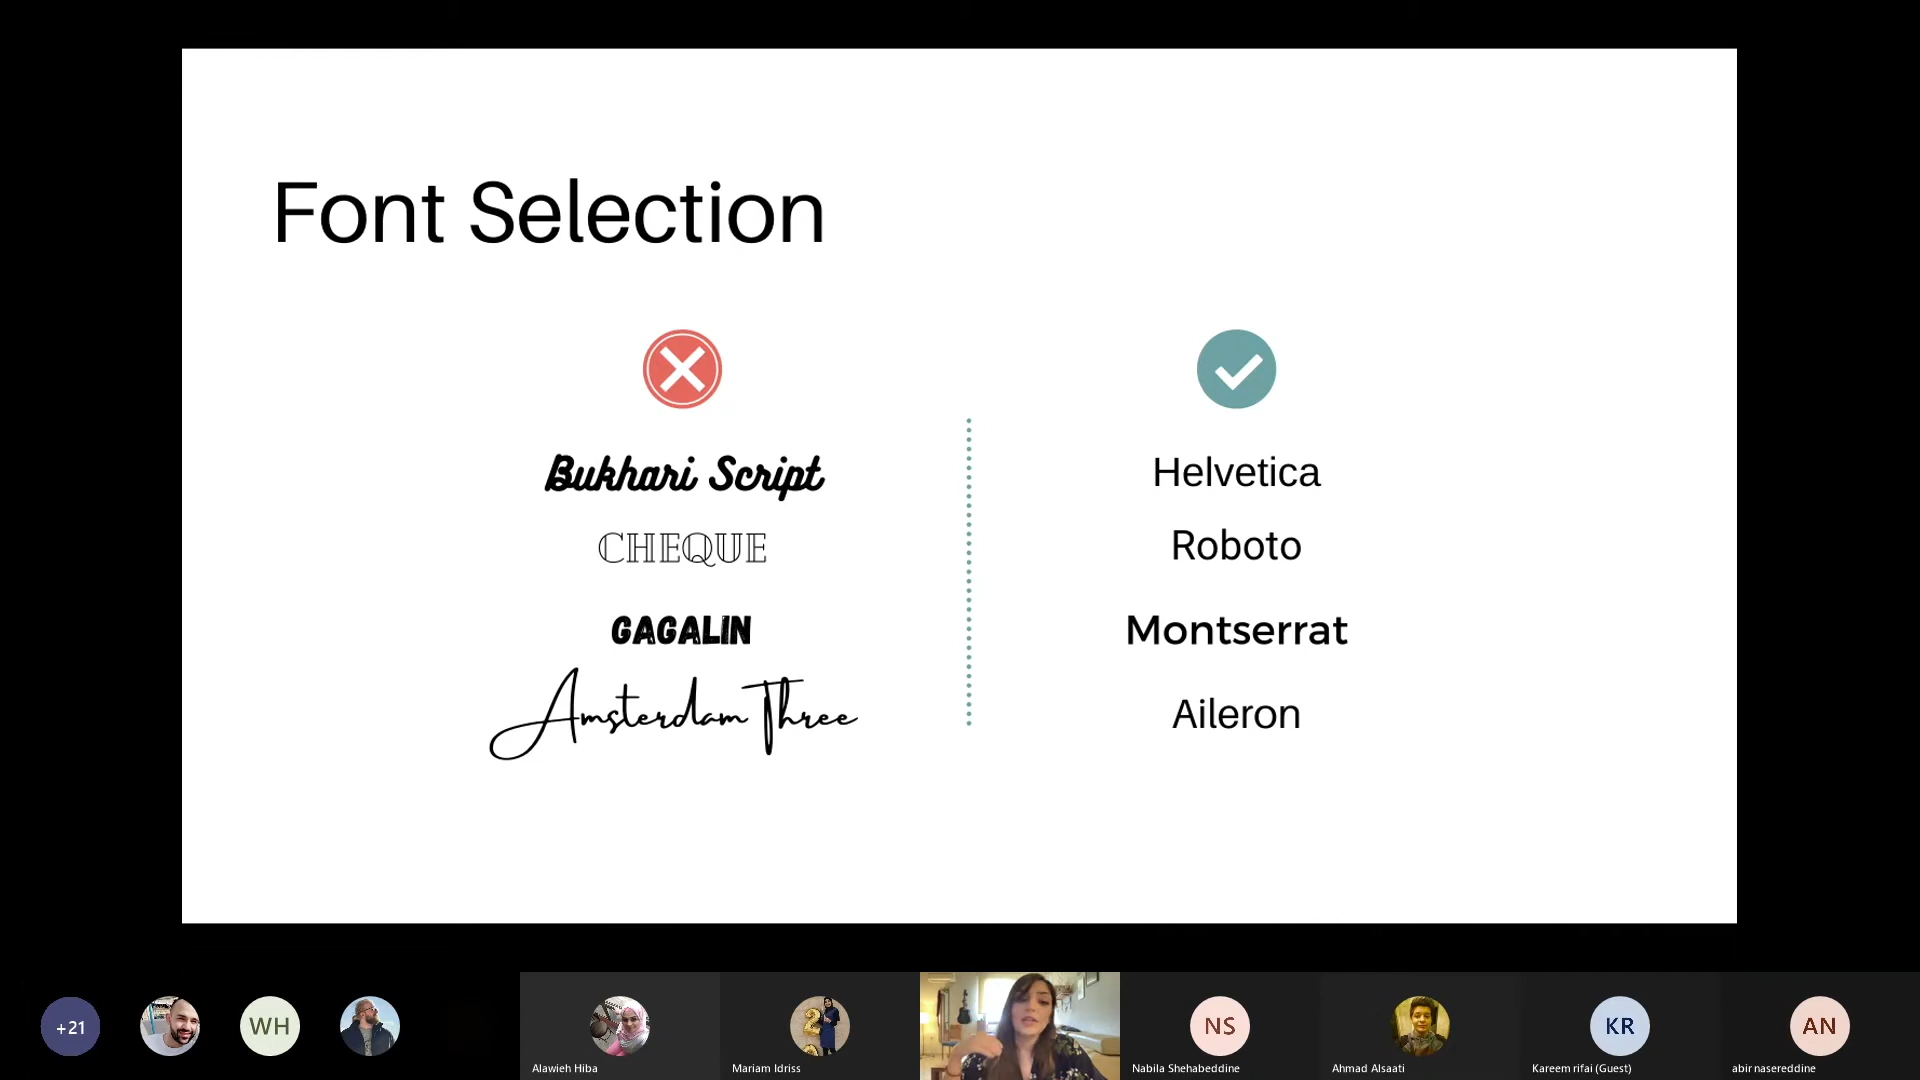 Font Selection
Bukhari Script
CHEQUE
GAGALIN
Amsterdam Three
Helvetica
Roboto
Montserrat
Aileron
+21
WH
Alawieh Hiba
Mariam Idriss
NS
Nabila Shehabeddine
Ahmad Alsaati
KR
Kareem rifai (Guest)
AN
abir nasereddine